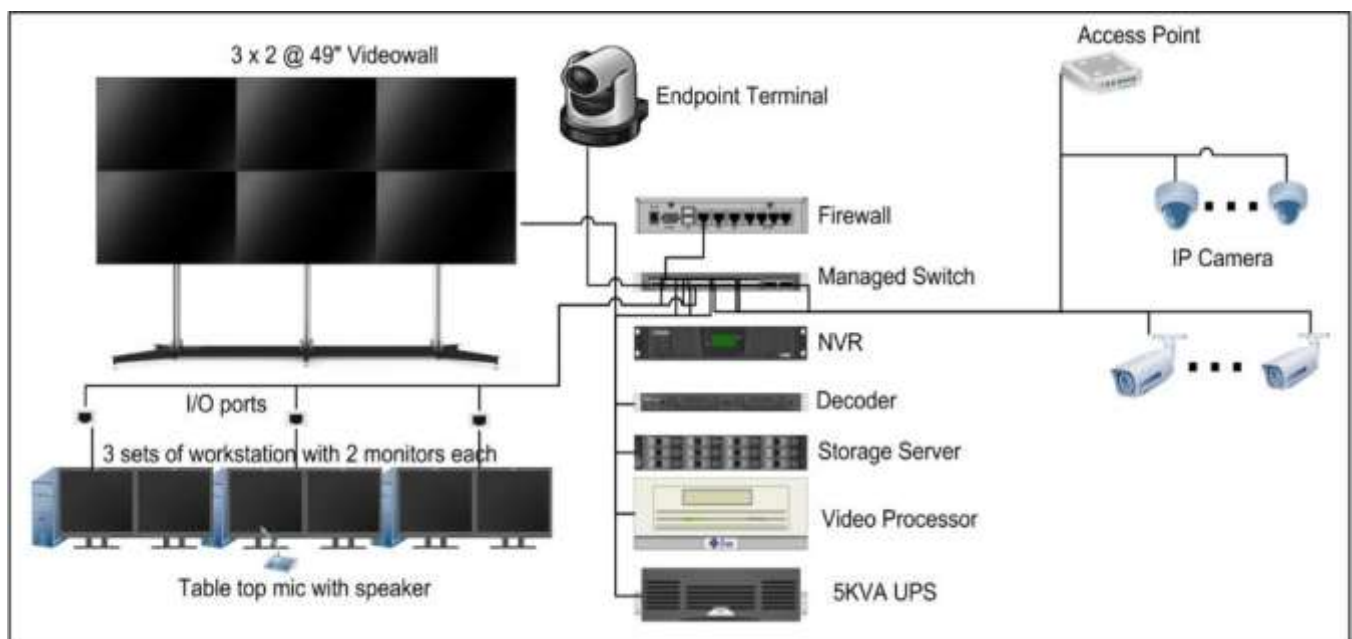 3 x 2 @ 49" Videowall
Endpoint Terminal
Access Point
Firewall
IP Camera
Managed Switch
NVR
I/O ports
Decoder
3 sets of workstation with 2 monitors each
Storage Server
Video Processor
Table top mic with speaker
5KVA UPS